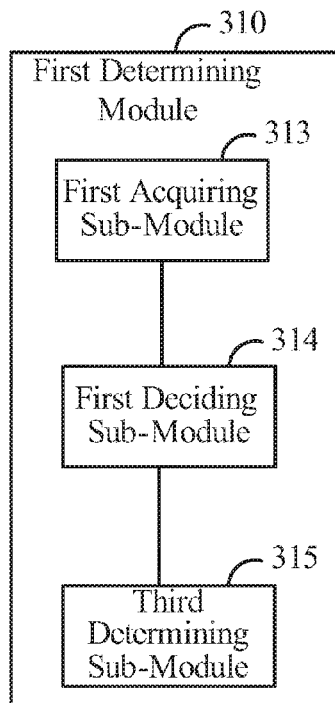 310
First Determining
Module
313
First Acquiring
Sub-Module
314
First Deciding
Sub-Module
315
Third
Determining
Sub-Module